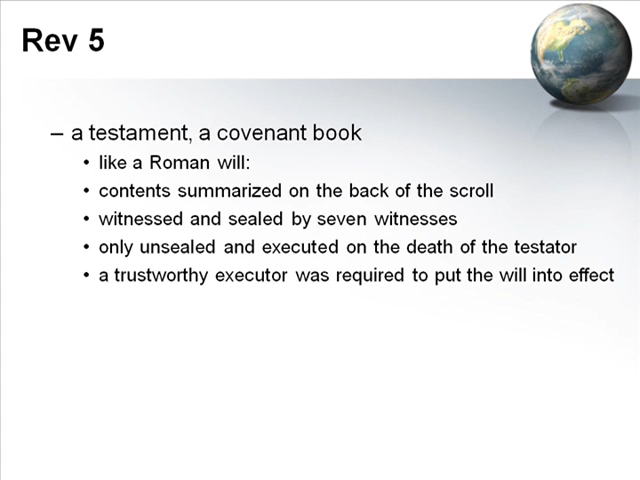 Rev 5
– a testament, a covenant book
• like a Roman will:
• contents summarized on the back of the scroll
• witnessed and sealed by seven witnesses
• only unsealed and executed on the death of the testator
• a trustworthy executor was required to put the will into effect